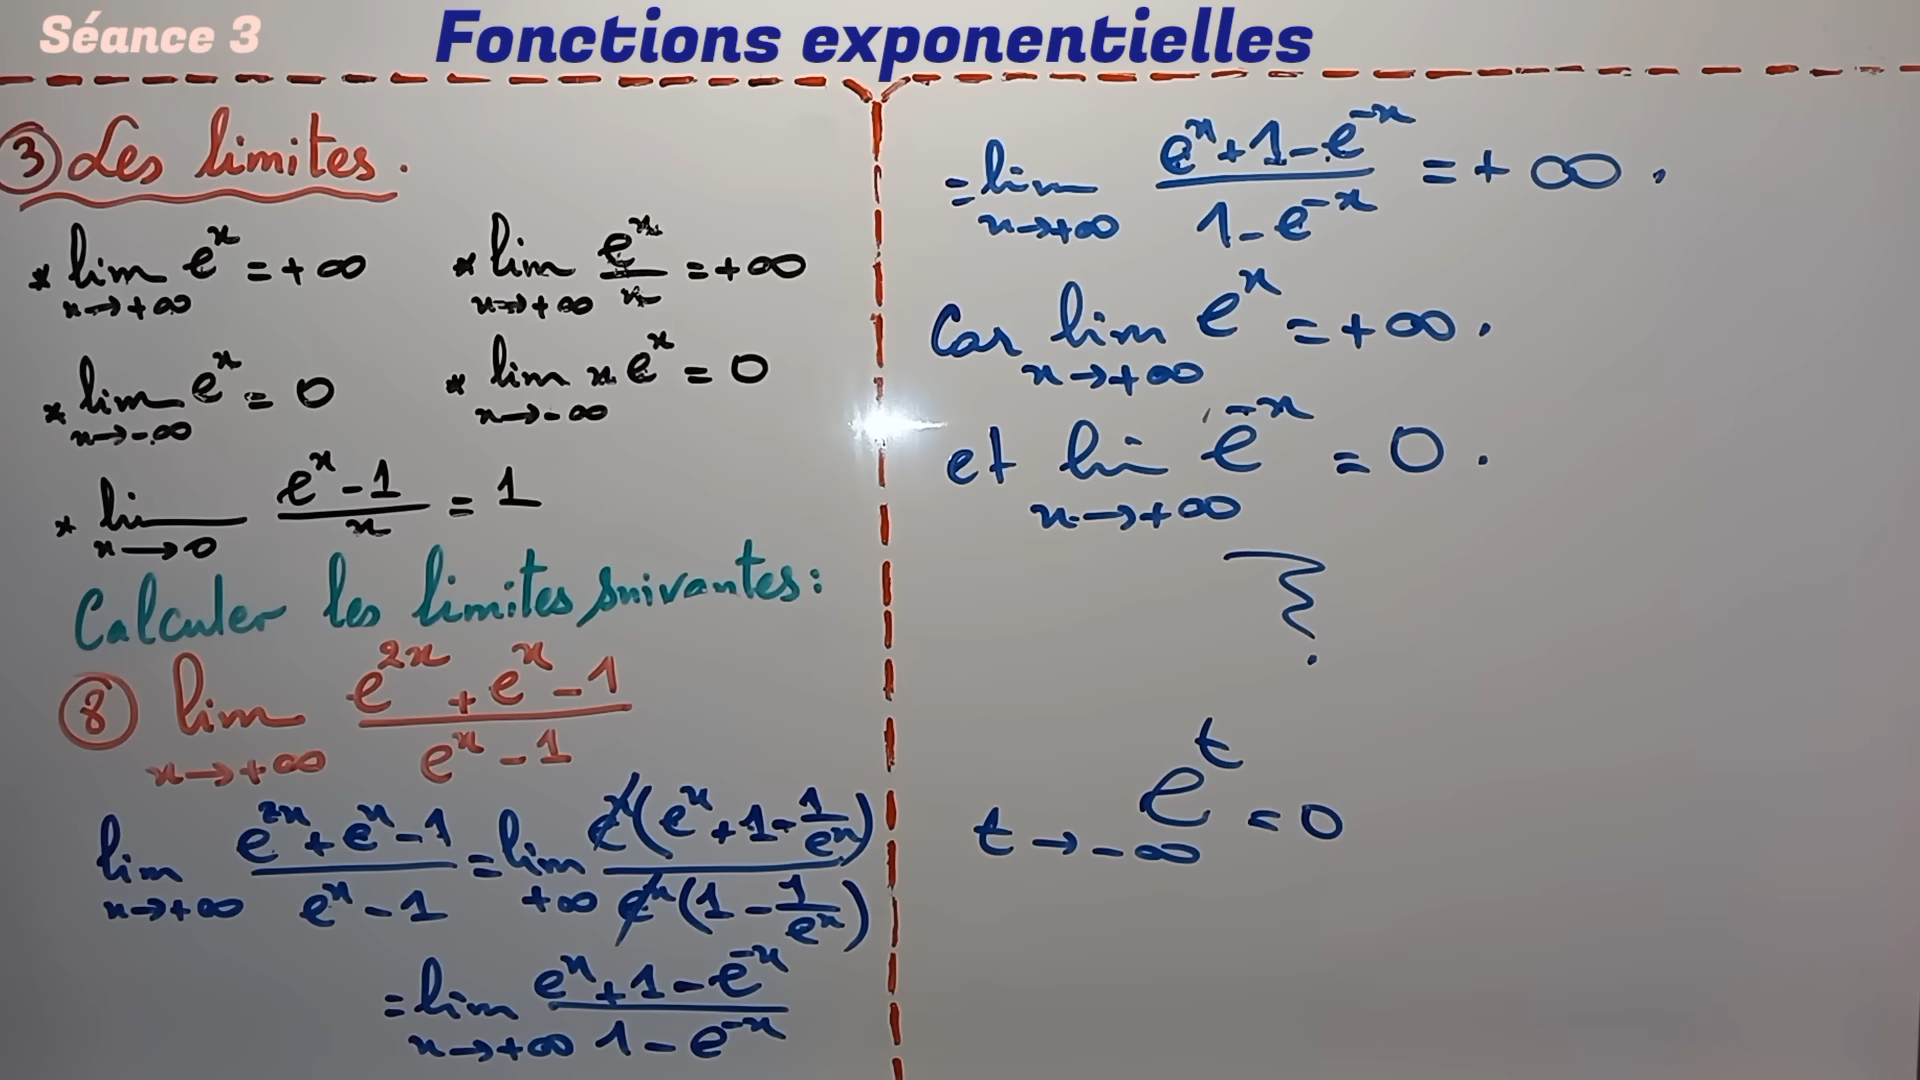 Séance 3
Fonctions exponentielles
③ Les limites.
* lim x→+∞ e^x = +∞
* lim x→+∞ e^x/x = +∞
* lim x→-∞ e^x = 0
* lim x→-∞ x e^x = 0
* lim x→0 (e^x - 1)/x = 1
Calculer les limites suivantes:
⑧ lim x→+∞ (e^{2x} + e^x - 1)/(e^x - 1)
lim x→+∞ (e^{2x} + e^x - 1)/(e^x - 1) = lim +∞ e^x(e^x + 1 - 1/e^x)/e^x(1 - 1/e^x)
= lim x→+∞ (e^x + 1 - e^{-x})/(1 - e^{-x})
= lim x→+∞ (e^x + 1 - e^{-x})/(1 - e^{-x}) = +∞.
Car lim x→+∞ e^x = +∞.
et lim x→+∞ e^{-x} = 0.
e^t = 0
t→-∞